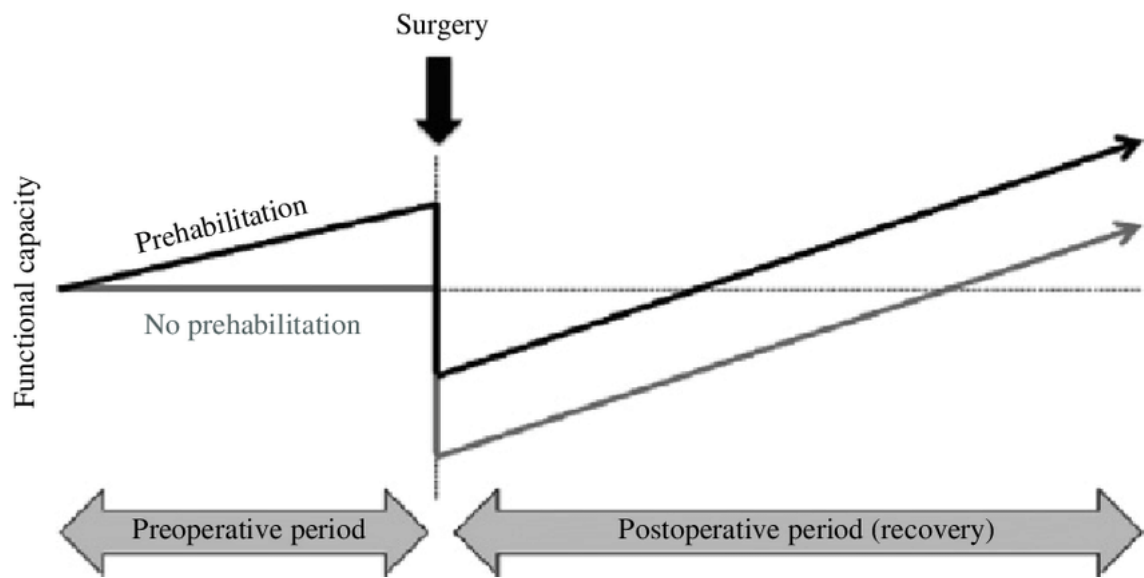 Surgery
Functional capacity
Prehabilitation
No prehabilitation
Preoperative period
Postoperative period (recovery)